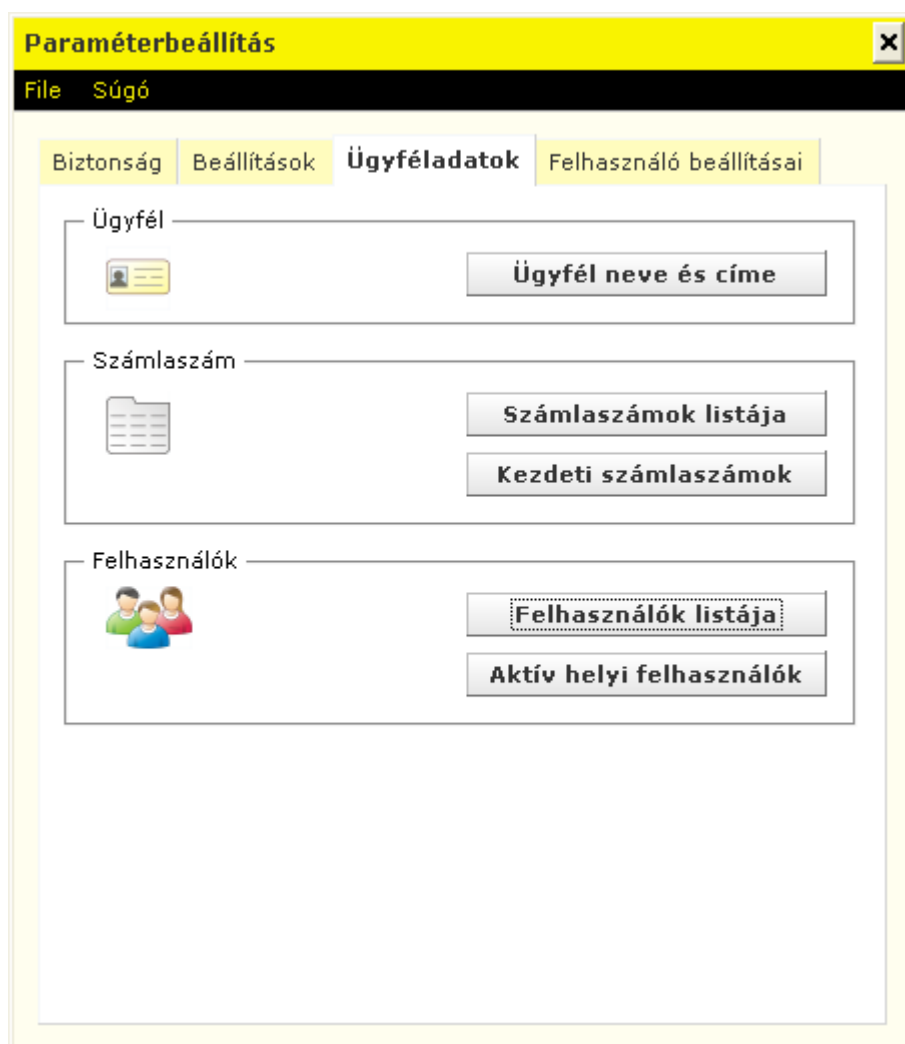 Paraméterbeállítás
File Súgó
Biztonság Beállítások Ügyféladatok Felhasználó beállításai
Ügyfél
Ügyfél neve és címe
Számlaszám
Számlaszámok listája
Kezdeti számlaszámok
Felhasználók
Felhasználók listája
Aktív helyi felhasználók